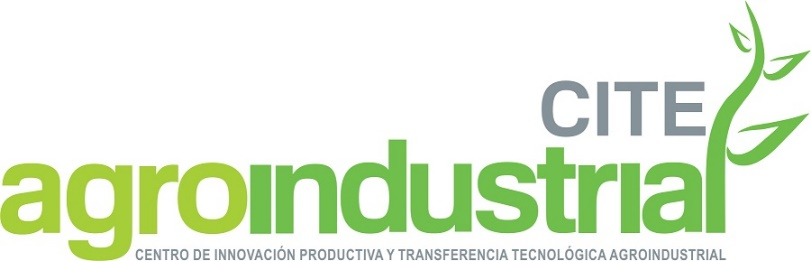 CITE
agroindustrial
CENTRO DE INNOVACIÓN PRODUCTIVA Y TRANSFERENCIA TECNOLÓGICA AGROINDUSTRIAL